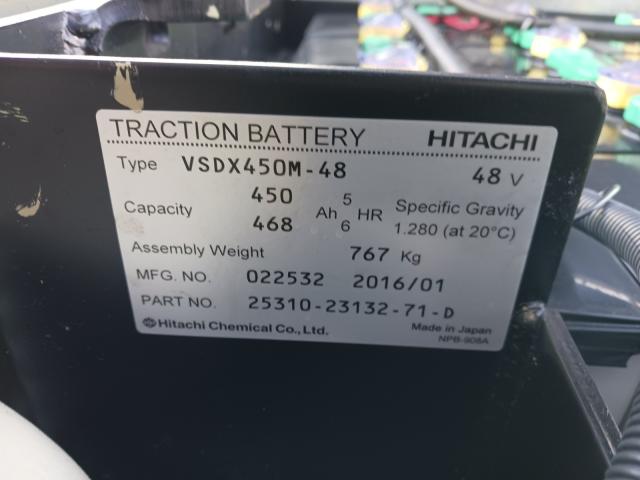 TRACTION BATTERY HITACHI
Type VSDX450M-48 48 V
Capacity 450 468 Ah 5 6 HR Specific Gravity 1.280 (at 20°C)
Assembly Weight 767 Kg
MFG. NO. 022532 2016/01
PART NO. 25310-23132-71-D
Hitachi Chemical Co., Ltd. Made in Japan
NPB-908A